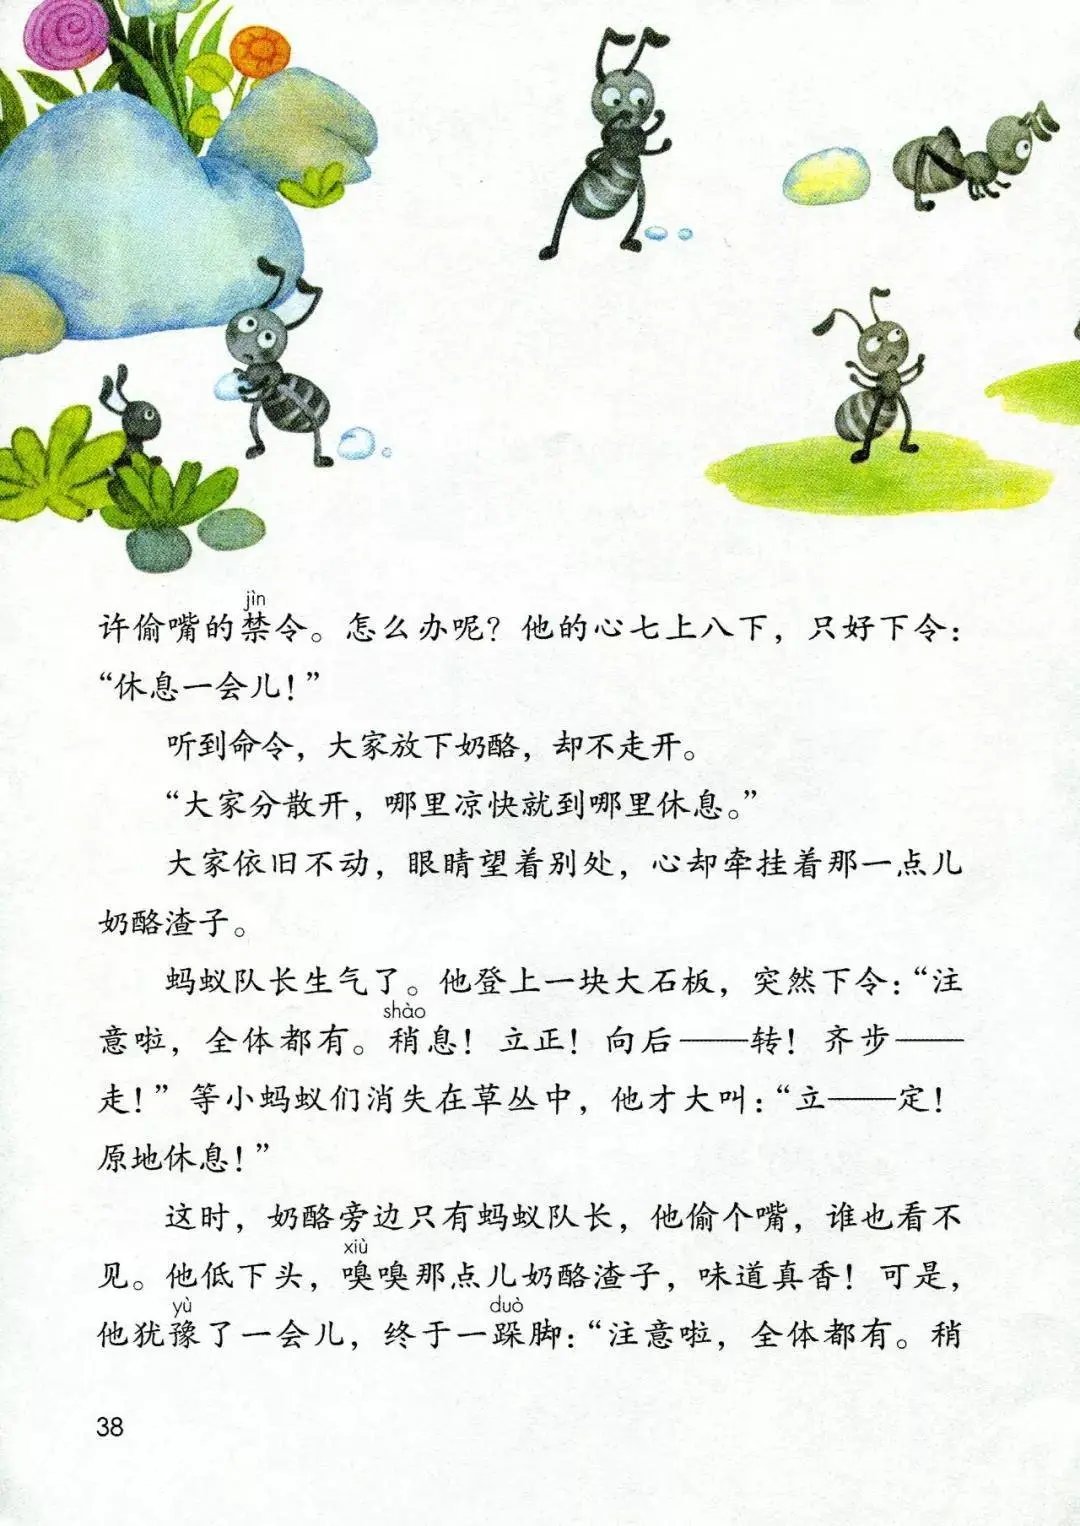 jìn
许偷嘴的禁令。怎么办呢？他的心七上八下，只好下令：
“休息一会儿！”
听到命令，大家放下奶酪，却不走开。
“大家分散开，哪里凉快就到哪里休息。”
大家依旧不动，眼睛望着别处，心却牵挂着那一点儿
奶酪渣子。
蚂蚁队长生气了。他登上一块大石板，突然下令：“注
shào
意啦，全体都有。稍息！立正！向后——转！齐步——
走！”等小蚂蚁们消失在草丛中，他才大叫：“立——定！
原地休息！”
这时，奶酪旁边只有蚂蚁队长，他偷个嘴，谁也看不
xiù
见。他低下头，嗅嗅那点儿奶酪渣子，味道真香！可是，
yù duò
他犹豫了一会儿，终于一跺脚：“注意啦，全体都有。稍
38